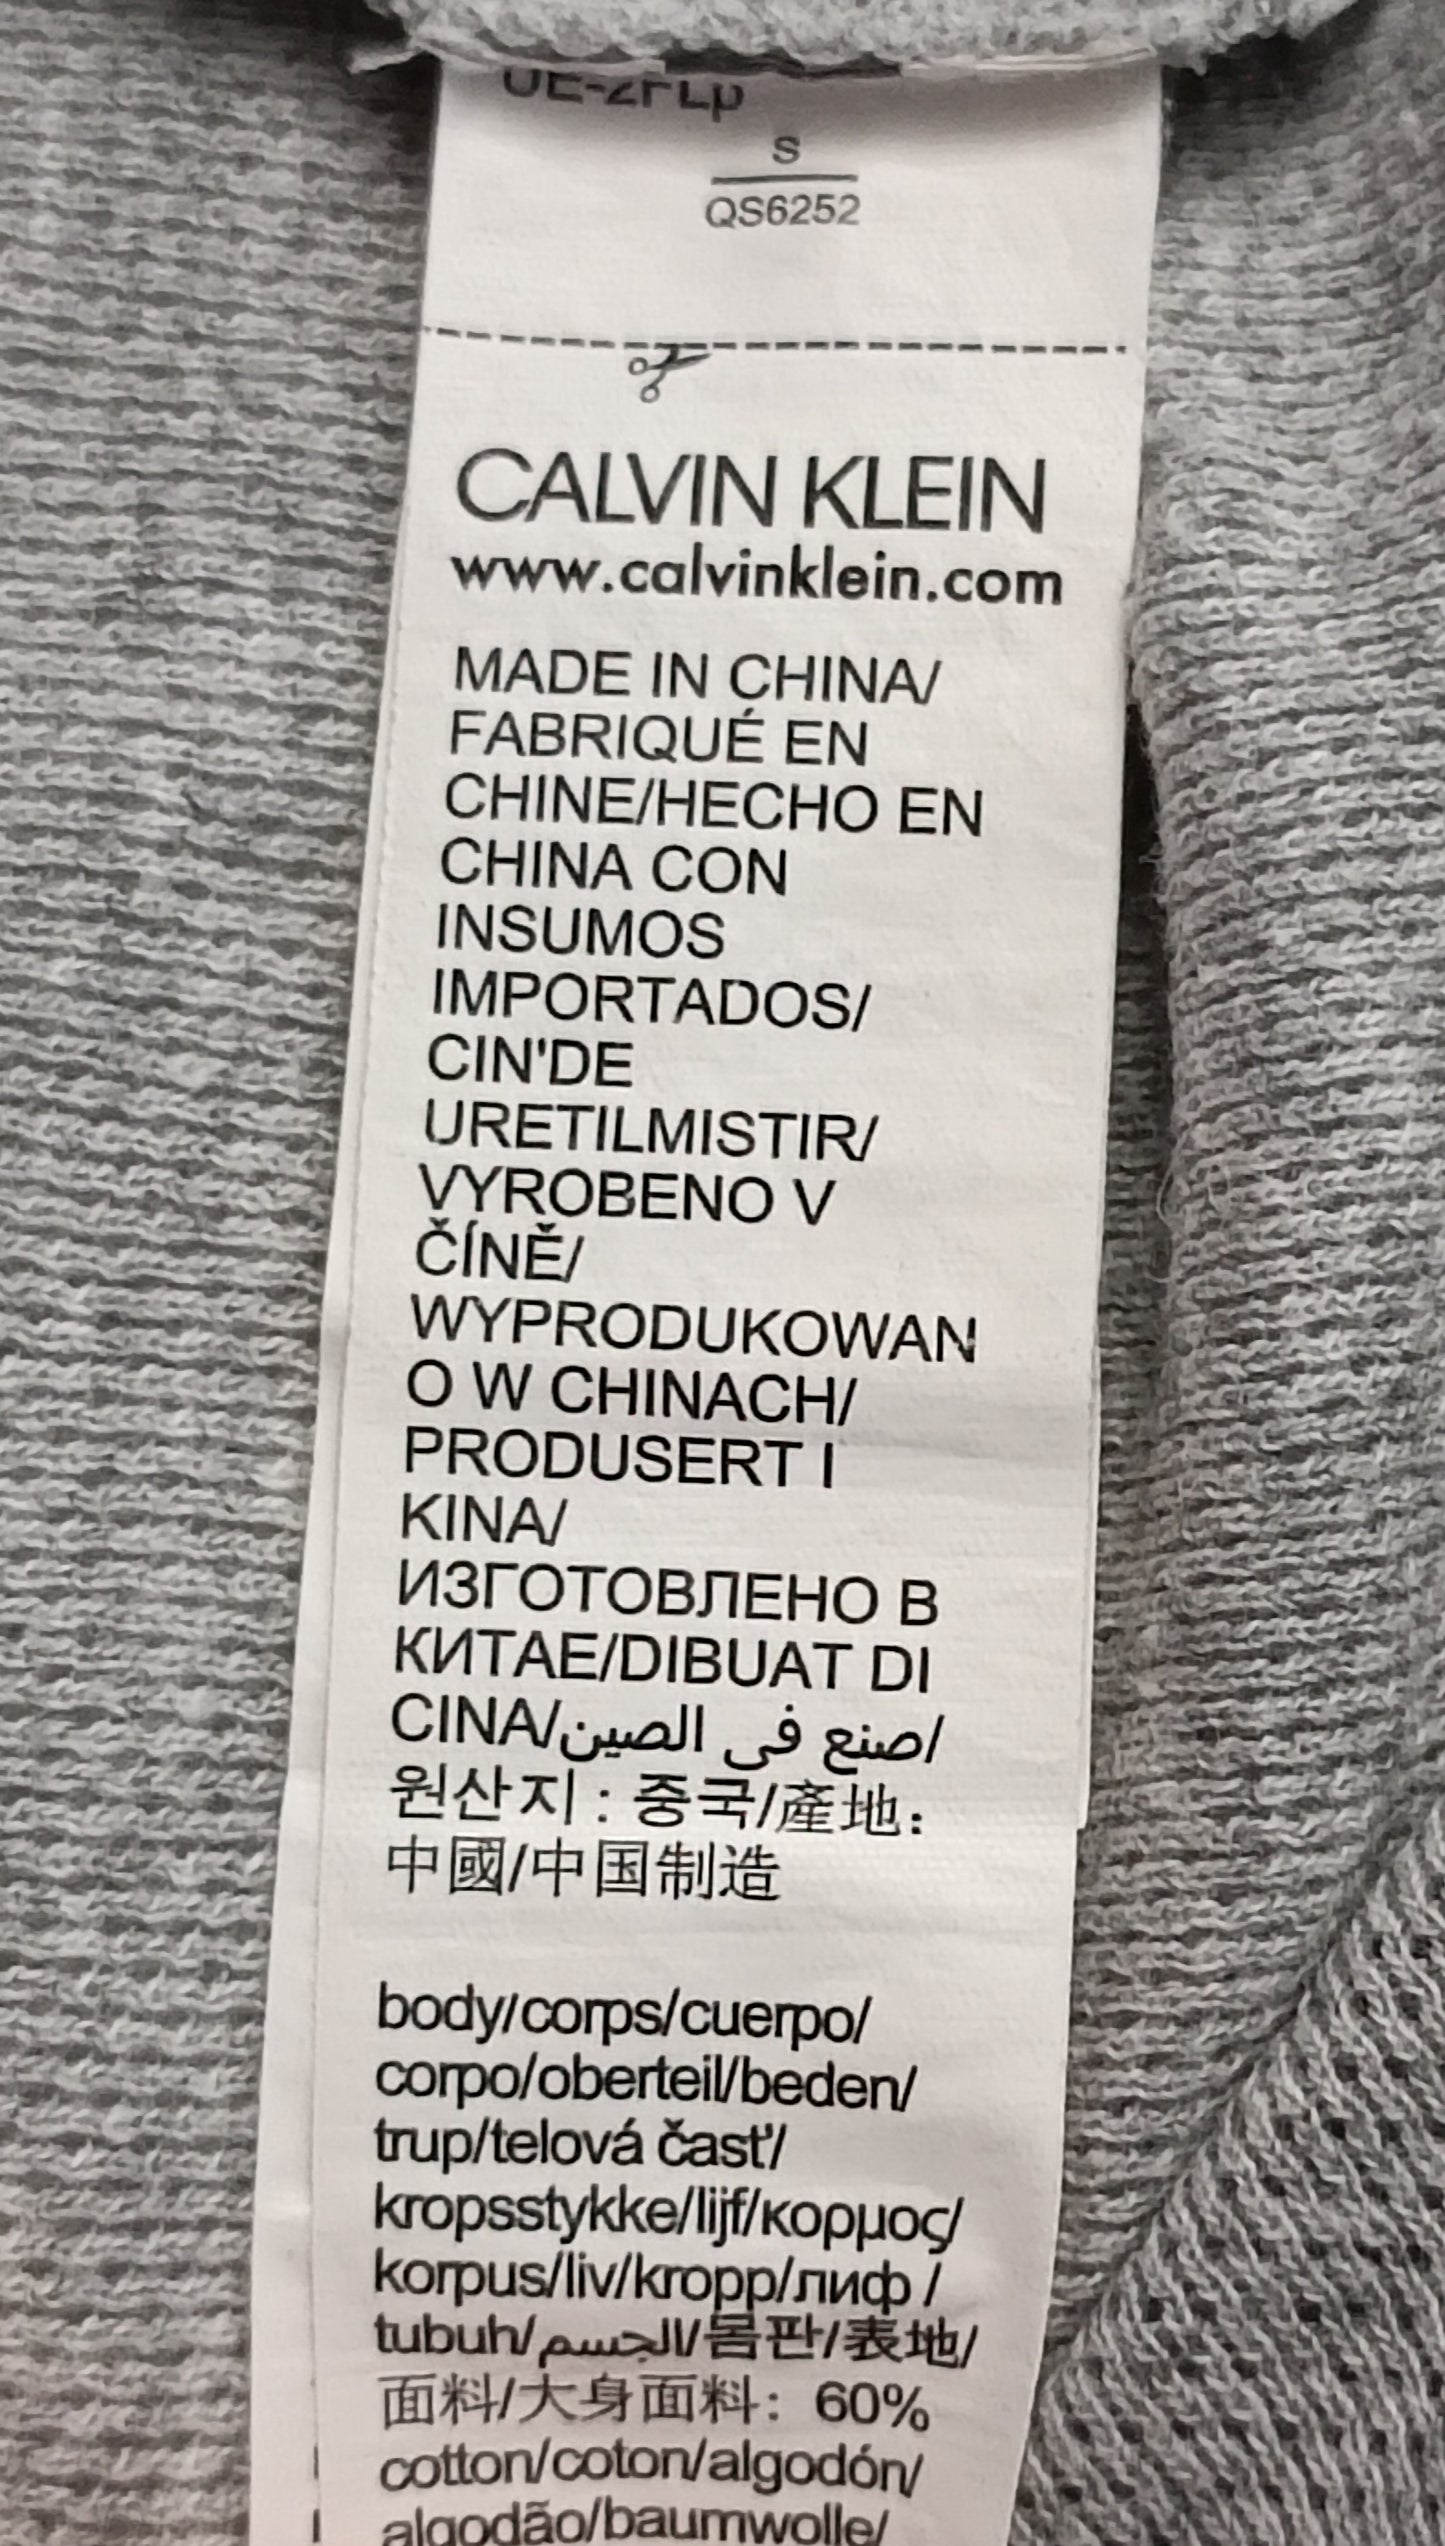 S
QS6252
CALVIN KLEIN
www.calvinklein.com
MADE IN CHINA/
FABRIQUÉ EN
CHINE/HECHO EN
CHINA CON
INSUMOS
IMPORTADOS/
CIN'DE
URETILMISTIR/
VYROBENO V
ČÍNĚ/
WYPRODUKOWAN
O W CHINACH/
PRODUSERT I
KINA/
ИЗГОТОВЛЕНО В
КИТАЕ/DIBUAT DI
CINA/صنع في الصين/
원산지 : 중국/產地:
中國/中国制造
body/corps/cuerpo/
corpo/oberteil/beden/
trup/telová časť/
kropsstykke/lijf/κορμος/
korpus/liv/kropp/лиф /
tubuh/الجسم/몸판/表地/
面料/大身面料: 60%
cotton/coton/algodón/
algodão/baumwolle/